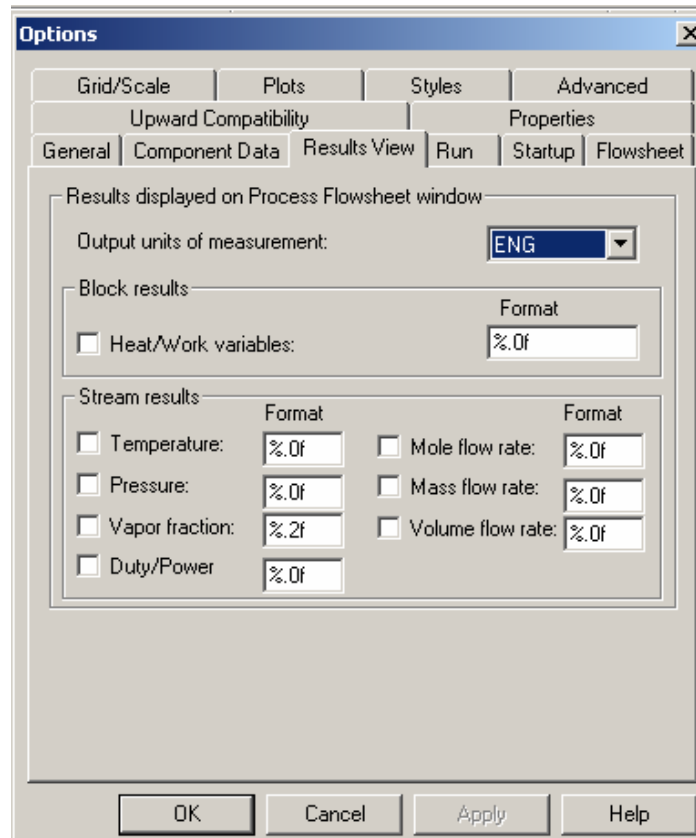 Options
Grid/Scale Plots Styles Advanced
Upward Compatibility Properties
General Component Data Results View Run Startup Flowsheet
Results displayed on Process Flowsheet window
Output units of measurement: ENG
Block results
Format
Heat/Work variables: %.0f
Stream results
Format Format
Temperature: %.0f Mole flow rate: %.0f
Pressure: %.0f Mass flow rate: %.0f
Vapor fraction: %.2f Volume flow rate: %.0f
Duty/Power %.0f
OK Cancel Apply Help